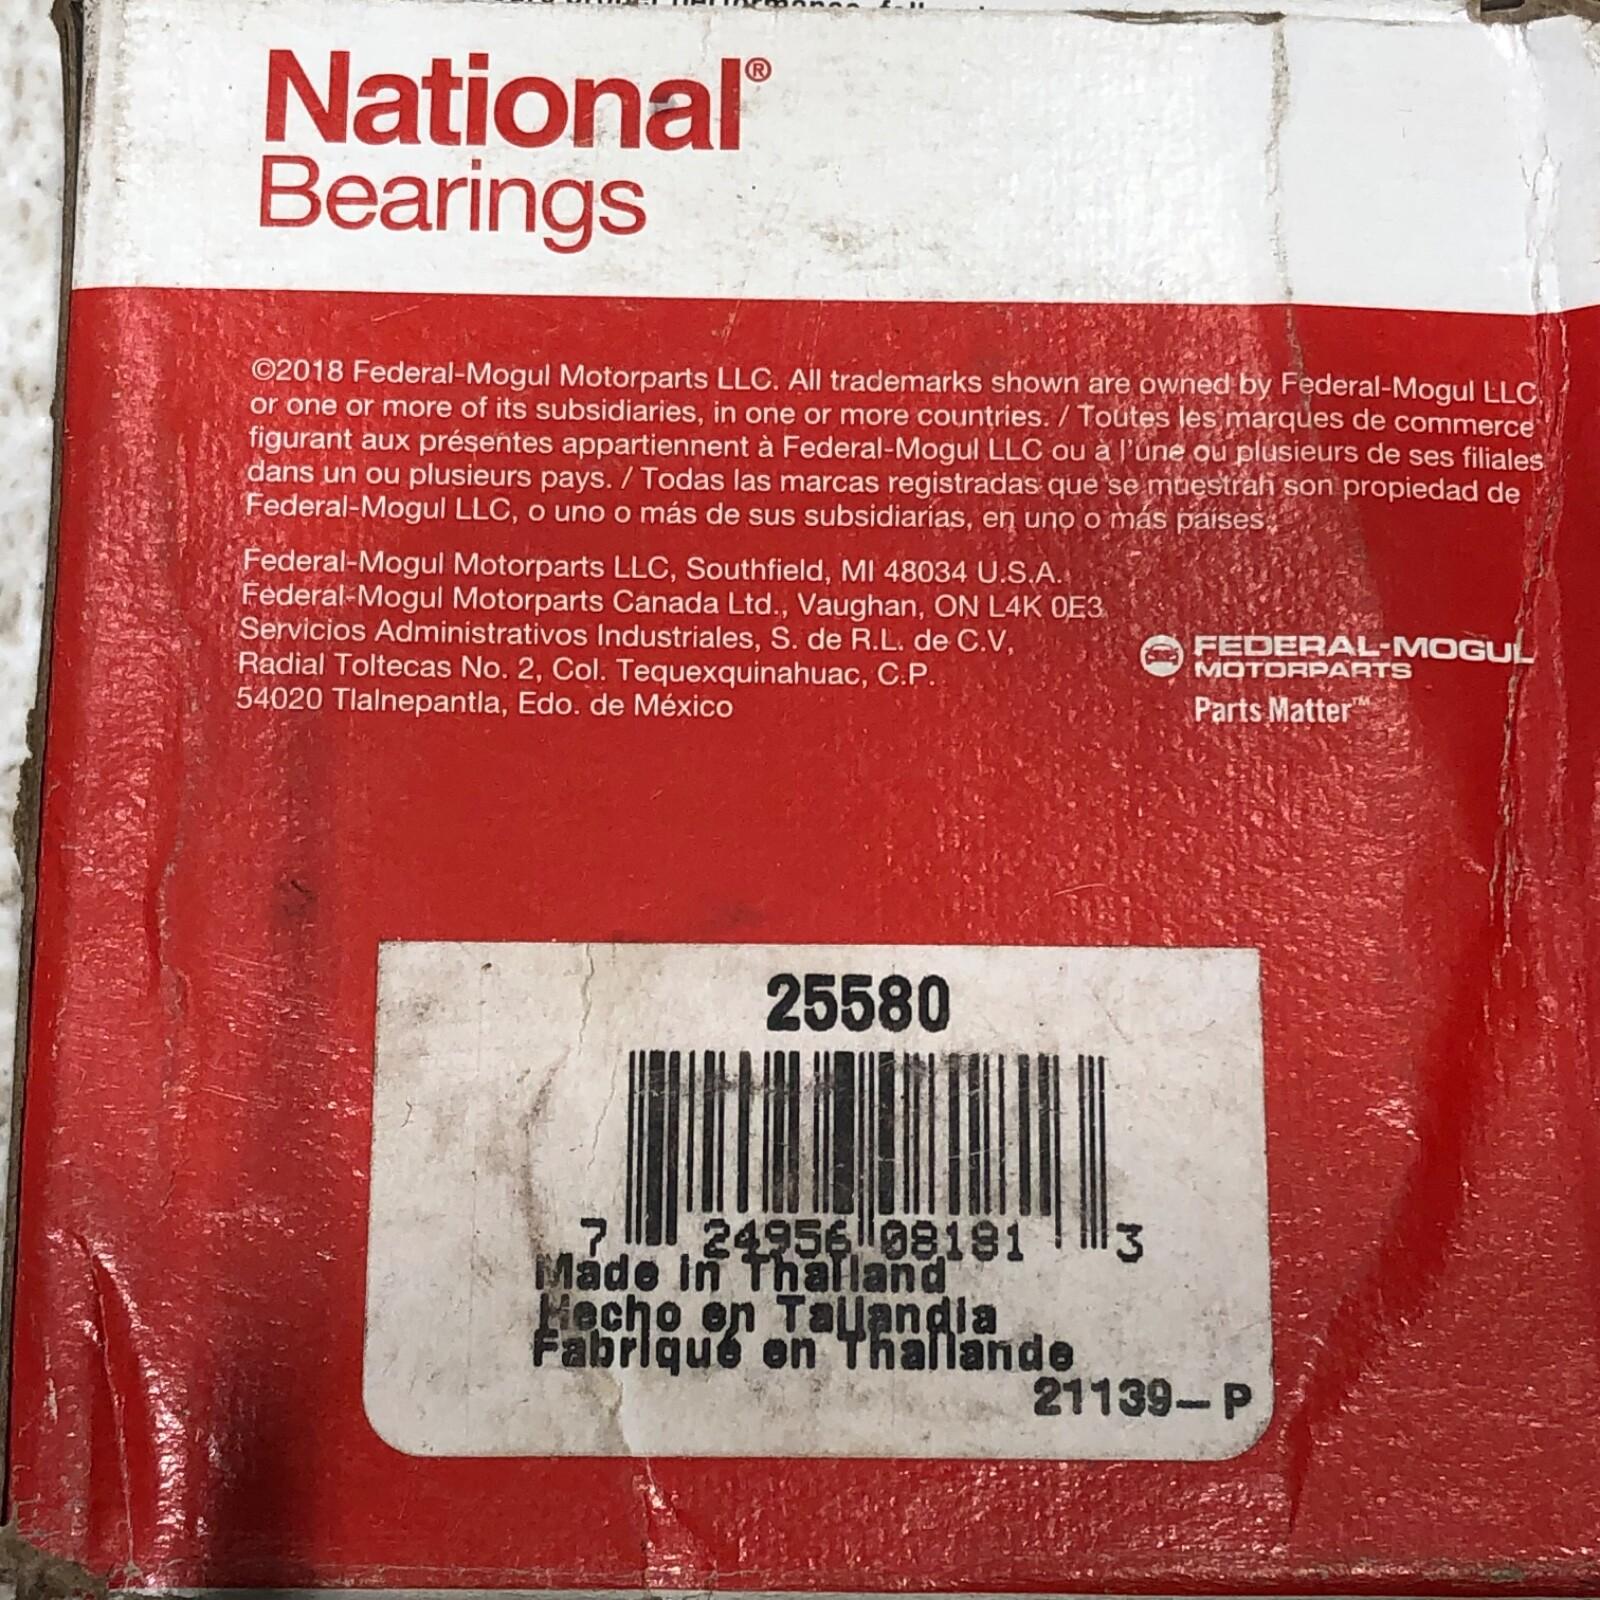 National®
Bearings
©2018 Federal-Mogul Motorparts LLC. All trademarks shown are owned by Federal-Mogul LLC
or one or more of its subsidiaries, in one or more countries. / Toutes les marques de commerce
figurant aux présentes appartiennent à Federal-Mogul LLC ou à l'une ou plusieurs de ses filiales
dans un ou plusieurs pays. / Todas las marcas registradas que se muestran son propiedad de
Federal-Mogul LLC, o uno o más de sus subsidiarias, en uno o más paises.
Federal-Mogul Motorparts LLC, Southfield, MI 48034 U.S.A.
Federal-Mogul Motorparts Canada Ltd., Vaughan, ON L4K 0E3
Servicios Administrativos Industriales, S. de R.L. de C.V,
Radial Toltecas No. 2, Col. Tequexquinahuac, C.P.
54020 Tlalnepantla, Edo. de México
FEDERAL-MOGUL
MOTORPARTS
Parts Matter™
25580
7 24956 08181 3
Made in Thailand
Hecho en Tailandia
Fabriqué en Thaïlande
21139-P